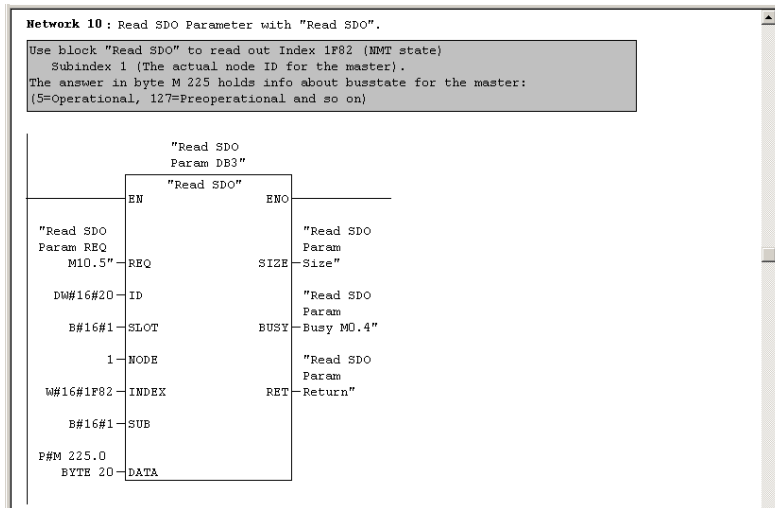 Network 10 : Read SDO Parameter with "Read SDO".
Use block "Read SDO" to read out Index 1F82 (NMT state)
Subindex 1 (The actual node ID for the master).
The answer in byte M 225 holds info about busstate for the master:
(5=Operational, 127=Preoperational and so on)
"Read SDO
Param DB3"
"Read SDO"
EN ENO
"Read SDO
Param REQ
M10.5" REQ
"Read SDO
Param
SIZE Size"
DW#16#20 ID
B#16#1 SLOT
"Read SDO
Param
BUSY Busy M0.4"
1 NODE
W#16#1F82 INDEX
"Read SDO
Param
RET Return"
B#16#1 SUB
P#M 225.0
BYTE 20 DATA